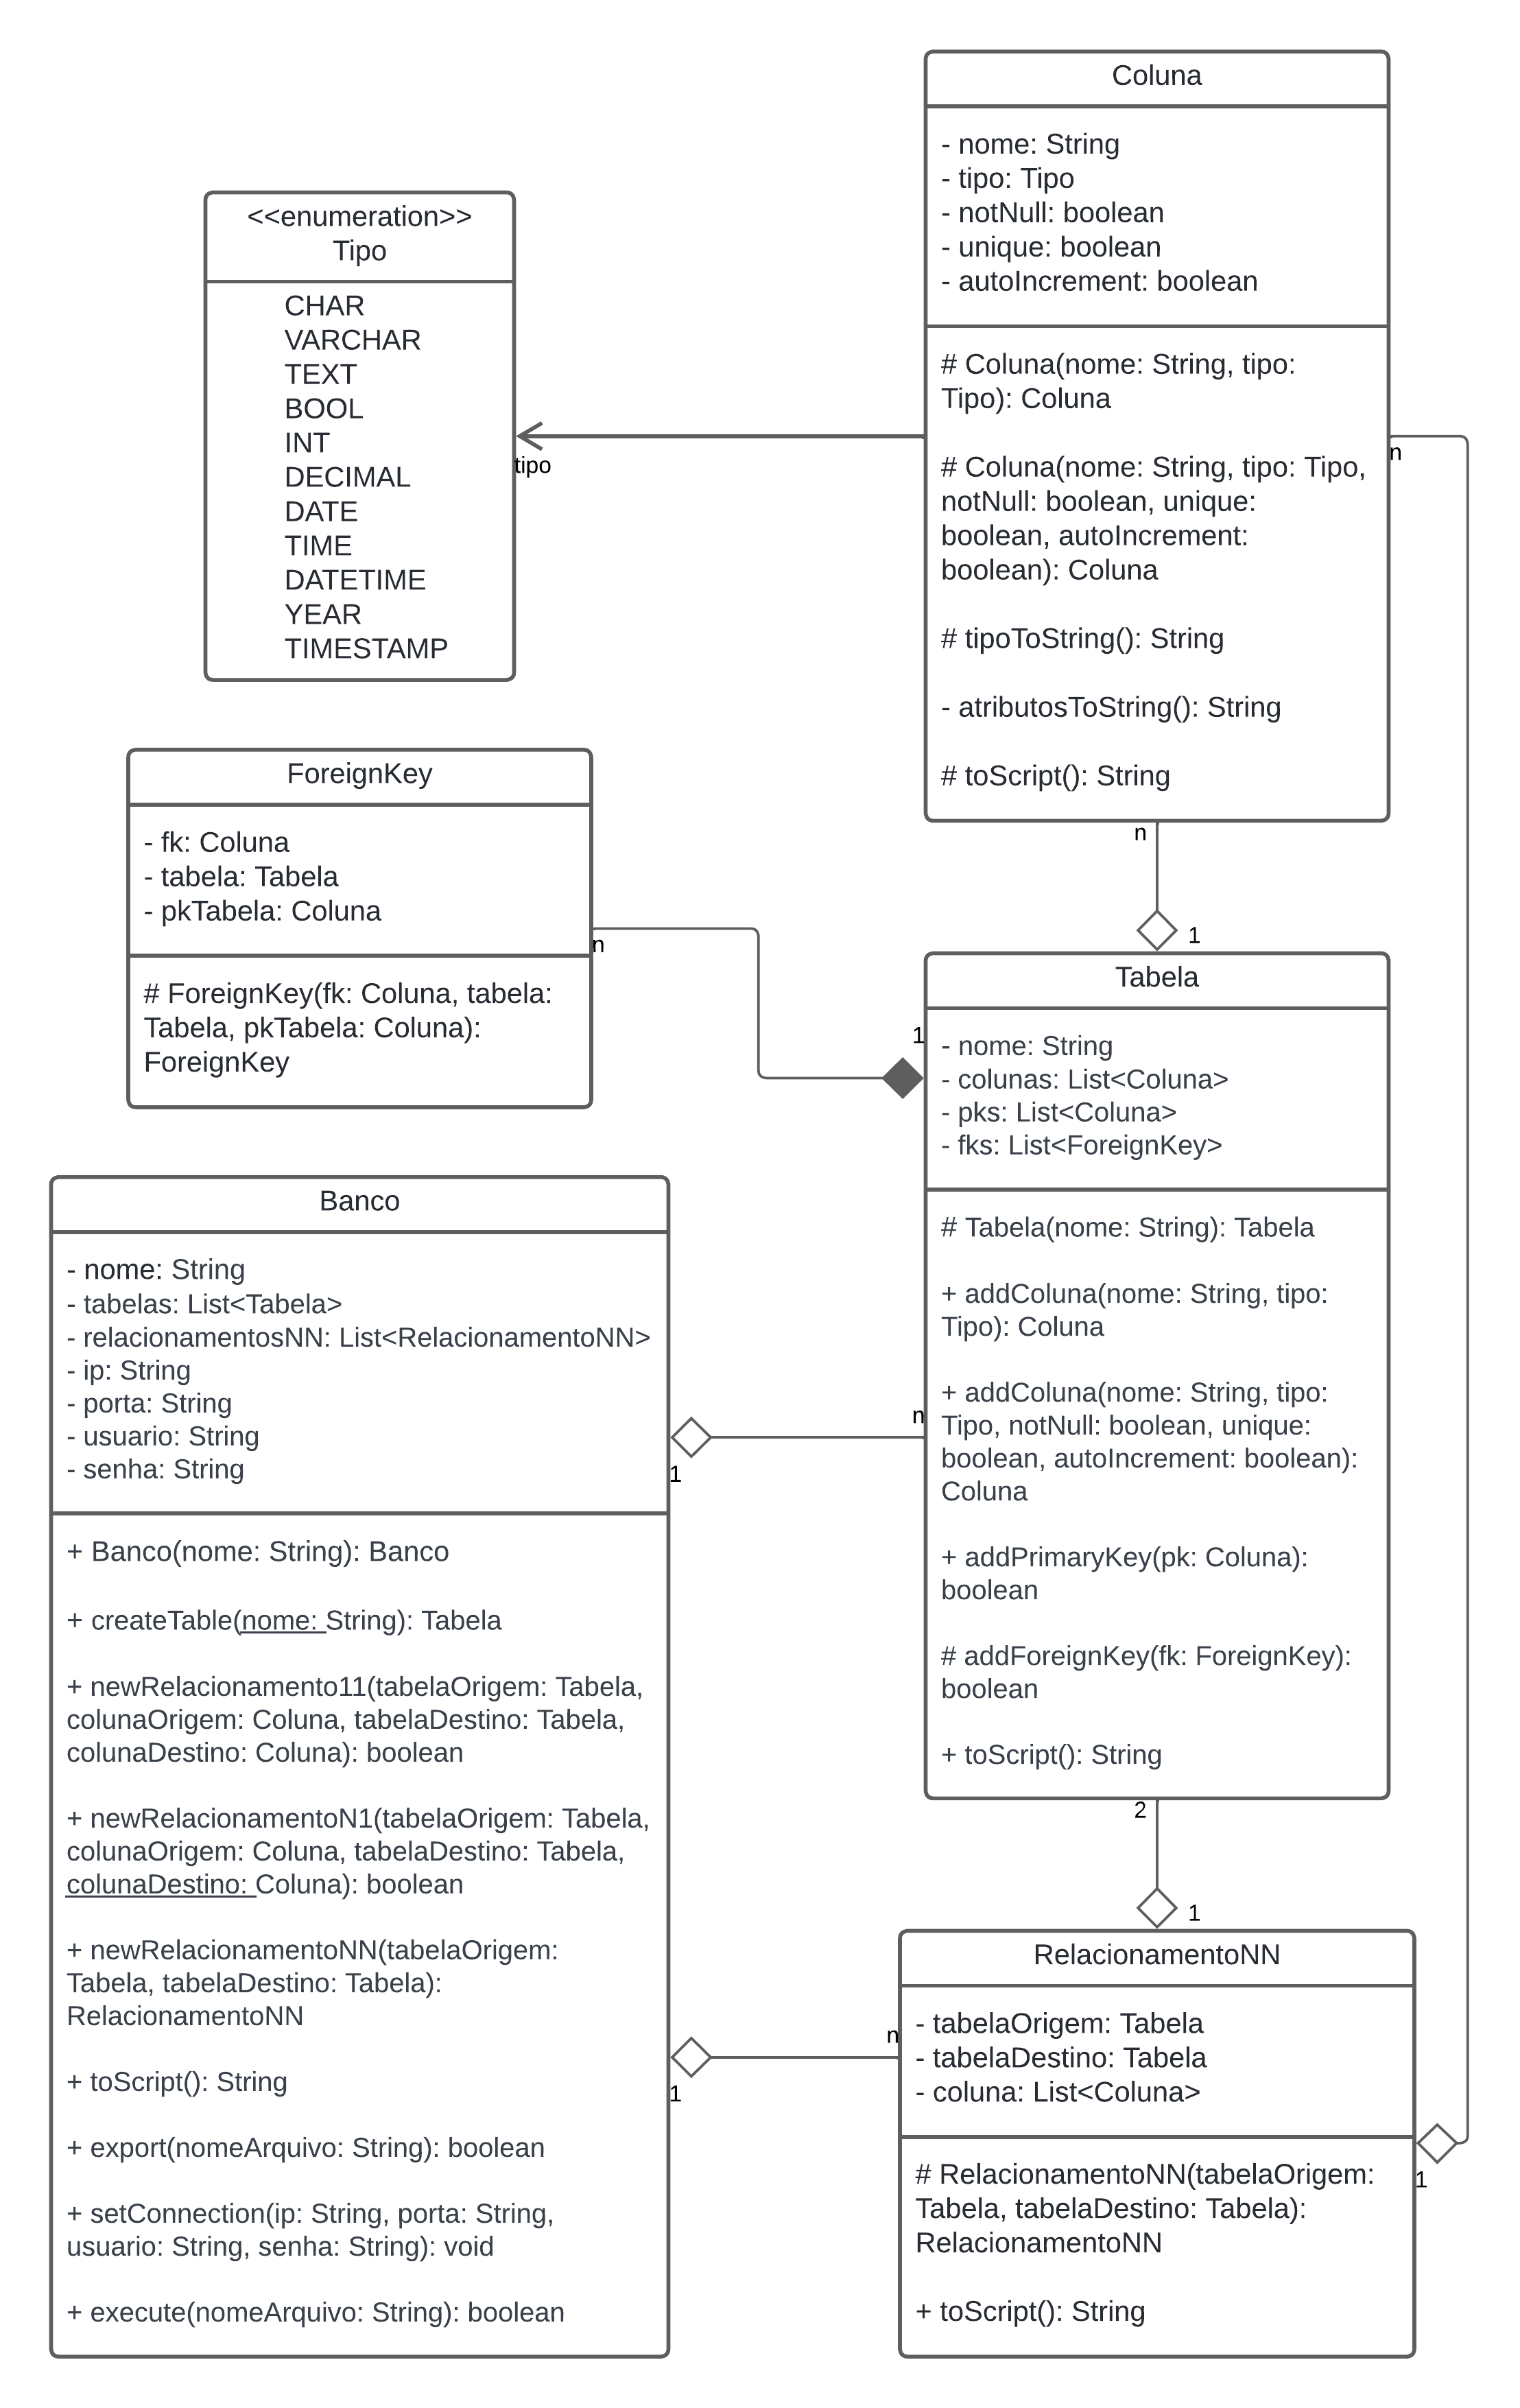 Coluna
- nome: String
- tipo: Tipo
- notNull: boolean
- unique: boolean
- autoIncrement: boolean
# Coluna(nome: String, tipo:
Tipo): Coluna
# Coluna(nome: String, tipo: Tipo,
notNull: boolean, unique:
boolean, autoIncrement:
boolean): Coluna
# tipoToString(): String
- atributosToString(): String
# toScript(): String
n
n
1
<<enumeration>>
Tipo
CHAR
VARCHAR
TEXT
BOOL
INT
DECIMAL
DATE
TIME
DATETIME
YEAR
TIMESTAMP
tipo
ForeignKey
- fk: Coluna
- tabela: Tabela
- pkTabela: Coluna
# ForeignKey(fk: Coluna, tabela:
Tabela, pkTabela: Coluna):
ForeignKey
n
1
Tabela
- nome: String
- colunas: List<Coluna>
- pks: List<Coluna>
- fks: List<ForeignKey>
# Tabela(nome: String): Tabela
+ addColuna(nome: String, tipo:
Tipo): Coluna
+ addColuna(nome: String, tipo:
Tipo, notNull: boolean, unique:
boolean, autoIncrement: boolean):
Coluna
+ addPrimaryKey(pk: Coluna):
boolean
# addForeignKey(fk: ForeignKey):
boolean
+ toScript(): String
n
1
2
1
Banco
- nome: String
- tabelas: List<Tabela>
- relacionamentosNN: List<RelacionamentoNN>
- ip: String
- porta: String
- usuario: String
- senha: String
+ Banco(nome: String): Banco
+ createTable(nome: String): Tabela
+ newRelacionamento11(tabelaOrigem: Tabela,
colunaOrigem: Coluna, tabelaDestino: Tabela,
colunaDestino: Coluna): boolean
+ newRelacionamentoN1(tabelaOrigem: Tabela,
colunaOrigem: Coluna, tabelaDestino: Tabela,
colunaDestino: Coluna): boolean
+ newRelacionamentoNN(tabelaOrigem:
Tabela, tabelaDestino: Tabela):
RelacionamentoNN
+ toScript(): String
+ export(nomeArquivo: String): boolean
+ setConnection(ip: String, porta: String,
usuario: String, senha: String): void
+ execute(nomeArquivo: String): boolean
n
1
RelacionamentoNN
- tabelaOrigem: Tabela
- tabelaDestino: Tabela
- coluna: List<Coluna>
# RelacionamentoNN(tabelaOrigem:
Tabela, tabelaDestino: Tabela):
RelacionamentoNN
+ toScript(): String
1